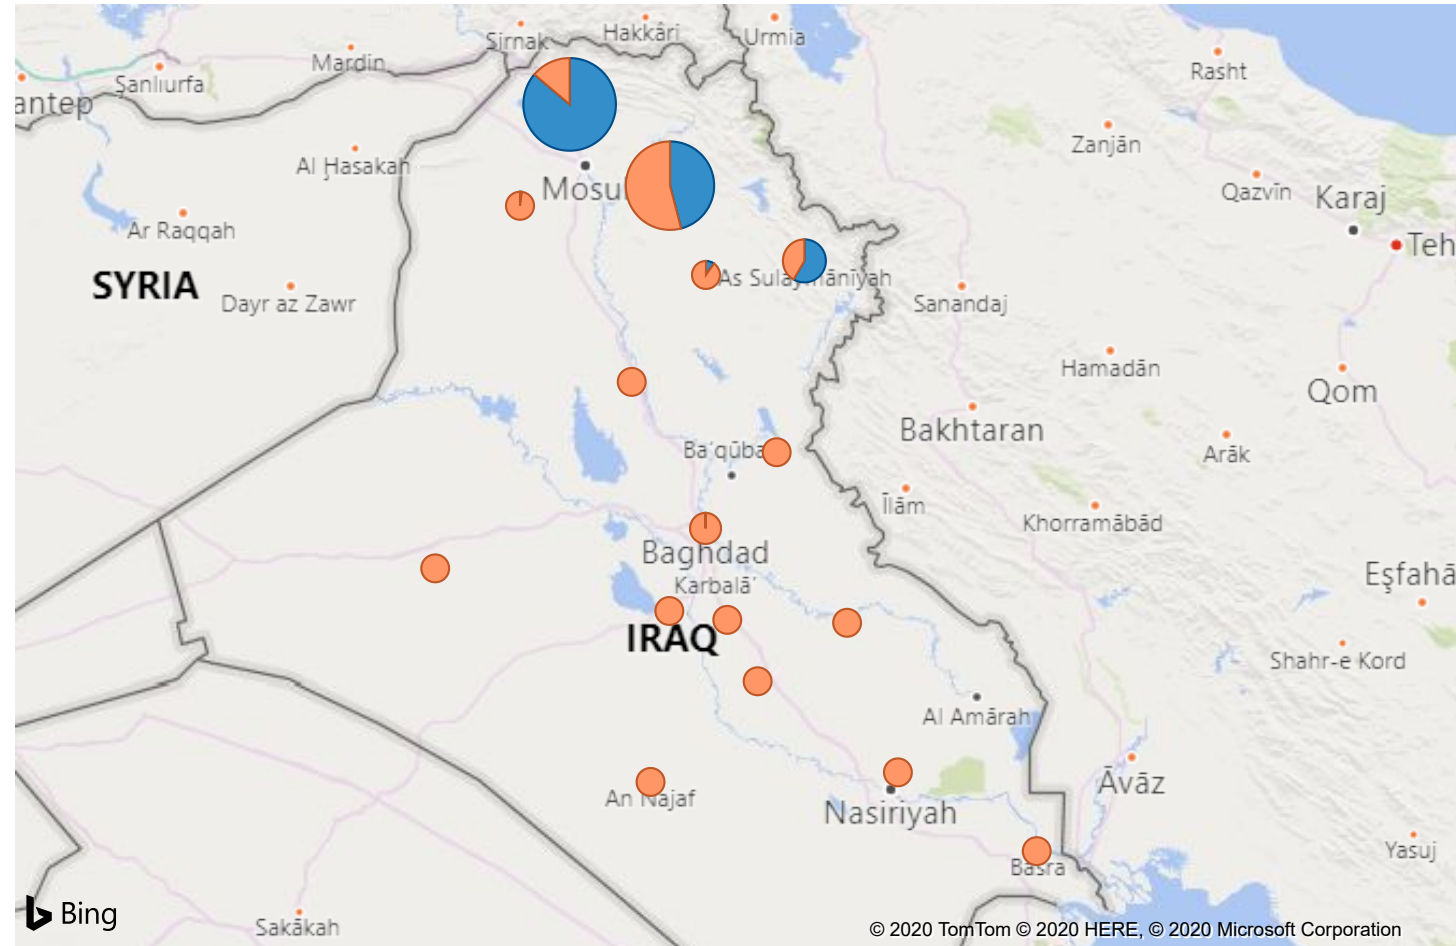 Sirnak
Hakkâri
Urmia
Mardin
Şanlıurfa
antep
Rasht
Zanjān
Al Ḩasakah
Mosu
Qazvīn
Karaj
Ar Raqqah
Teh
SYRIA
As Sulaymānīyah
Dayr az Zawr
Sanandaj
Hamadān
Qom
Bakhtaran
Ba'qūba
Arāk
Īlām
Khorramābād
Baghdad
Karbalā'
Eşfahā
IRAQ
Shahr-e Kord
Al Amārah
Āvāz
An Najaf
Nasiriyah
Yasuj
Basra
Bing
Sakākah
© 2020 TomTom © 2020 HERE, © 2020 Microsoft Corporation